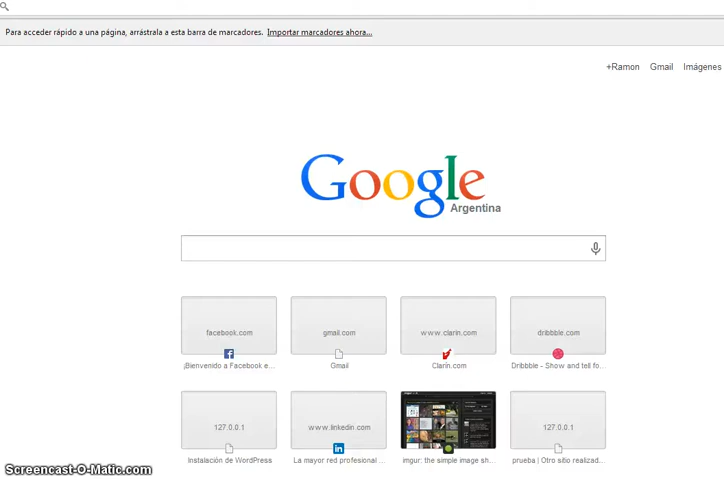 Para acceder rápido a una página, arrástrala a esta barra de marcadores. Importar marcadores ahora...
+Ramon Gmail Imágenes
Google
Argentina
facebook.com gmail.com www.clarin.com dribbble.com
¡Bienvenido a Facebook e... Gmail Clarín.com Dribbble - Show and tell fo...
127.0.0.1 www.linkedin.com 127.0.0.1
Instalación de WordPress La mayor red profesional ... imgur: the simple image sh... prueba | Otro sitio realizad...
Screencast-O-Matic.com